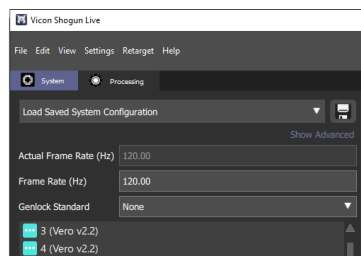 Vicon Shogun Live
File Edit View Settings Retarget Help
System Processing
Load Saved System Configuration
Show Advanced
Actual Frame Rate (Hz) 120.00
Frame Rate (Hz) 120.00
Genlock Standard None
3 (Vero v2.2)
4 (Vero v2.2)